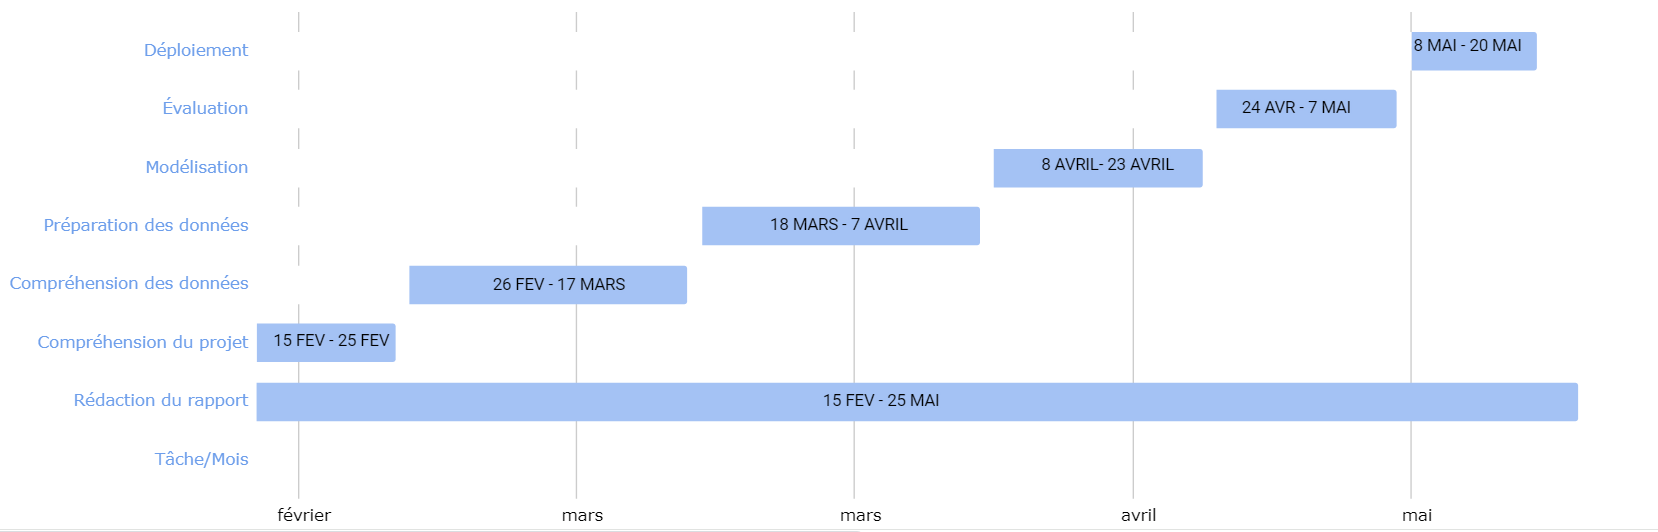 Déploiement
8 MAI - 20 MAI
Évaluation
24 AVR - 7 MAI
Modélisation
8 AVRIL- 23 AVRIL
Préparation des données
18 MARS - 7 AVRIL
Compréhension des données
26 FEV - 17 MARS
Compréhension du projet
15 FEV - 25 FEV
Rédaction du rapport
15 FEV - 25 MAI
Tâche/Mois
février
mars
mars
avril
mai